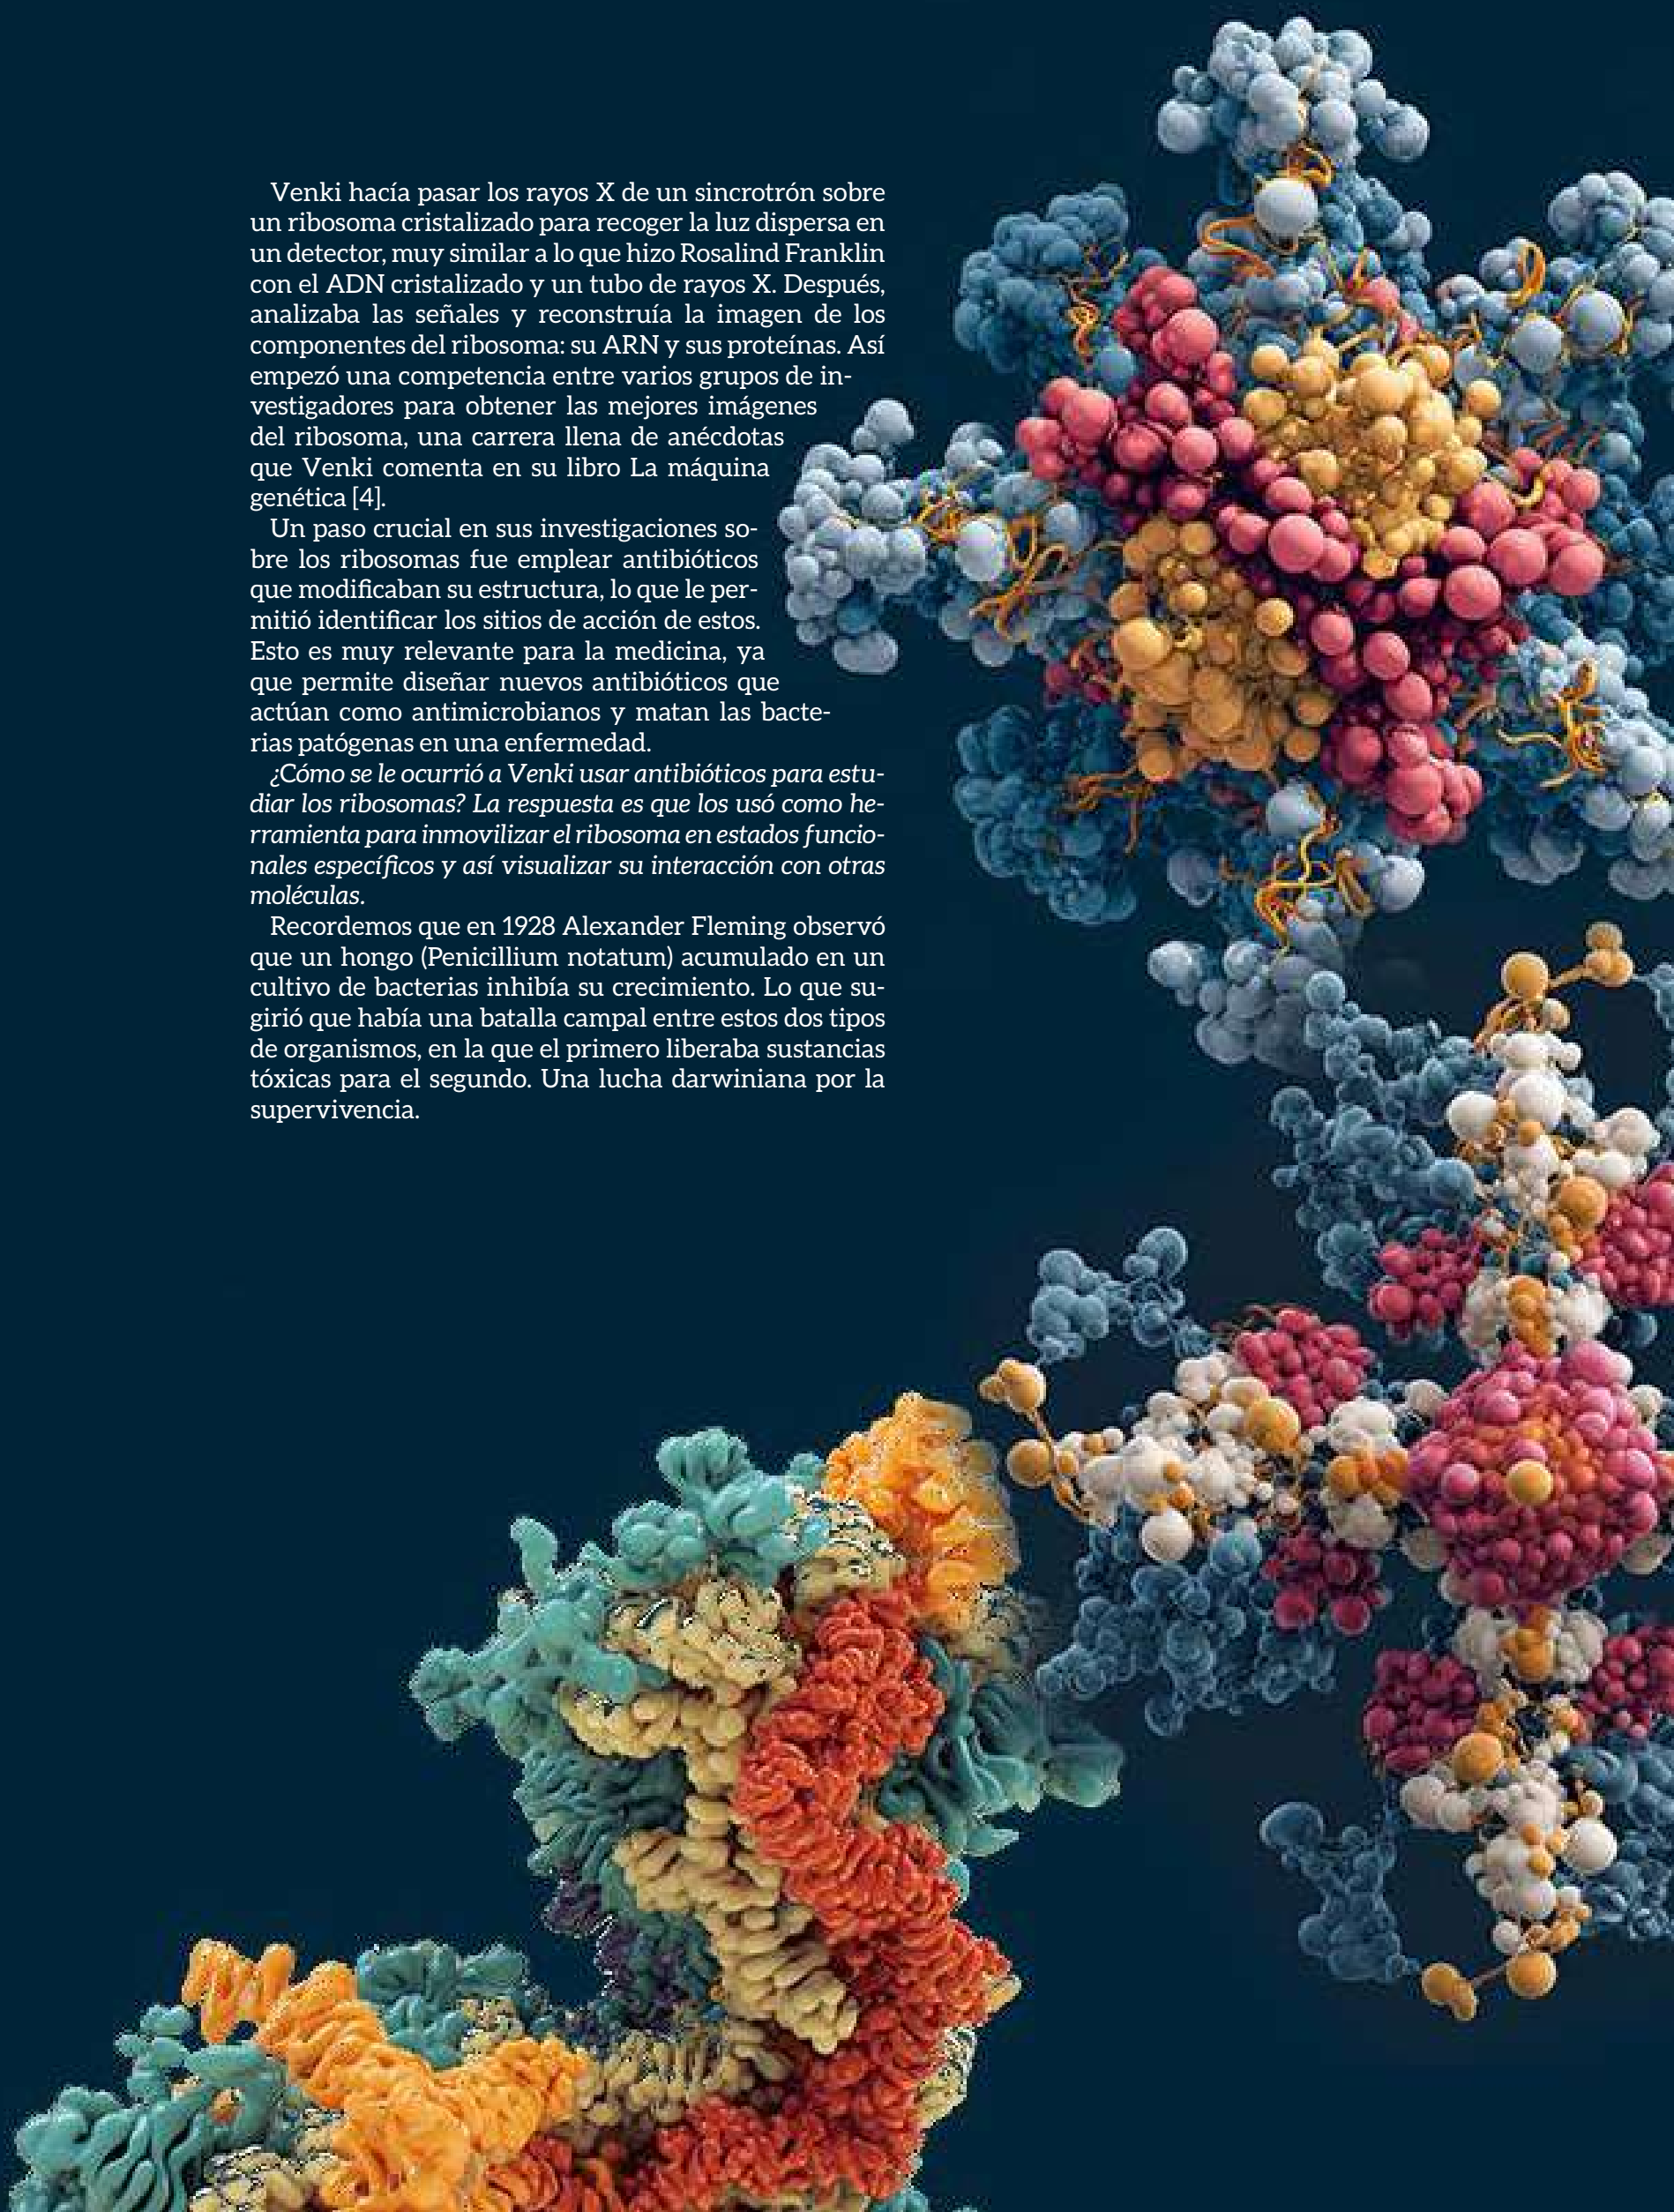 Venki hacía pasar los rayos X de un sincrotrón sobre
un ribosoma cristalizado para recoger la luz dispersa en
un detector, muy similar a lo que hizo Rosalind Franklin
con el ADN cristalizado y un tubo de rayos X. Después,
analizaba las señales y reconstruía la imagen de los
componentes del ribosoma: su ARN y sus proteínas. Así
empezó una competencia entre varios grupos de in-
vestigadores para obtener las mejores imágenes
del ribosoma, una carrera llena de anécdotas
que Venki comenta en su libro La máquina
genética [4].
Un paso crucial en sus investigaciones so-
bre los ribosomas fue emplear antibióticos
que modificaban su estructura, lo que le per-
mitió identificar los sitios de acción de estos.
Esto es muy relevante para la medicina, ya
que permite diseñar nuevos antibióticos que
actúan como antimicrobianos y matan las bacte-
rias patógenas en una enfermedad.
¿Cómo se le ocurrió a Venki usar antibióticos para estu-
diar los ribosomas? La respuesta es que los usó como he-
rramienta para inmovilizar el ribosoma en estados funcio-
nales específicos y así visualizar su interacción con otras
moléculas.
Recordemos que en 1928 Alexander Fleming observó
que un hongo (Penicillium notatum) acumulado en un
cultivo de bacterias inhibía su crecimiento. Lo que su-
girió que había una batalla campal entre estos dos tipos
de organismos, en la que el primero liberaba sustancias
tóxicas para el segundo. Una lucha darwiniana por la
supervivencia.